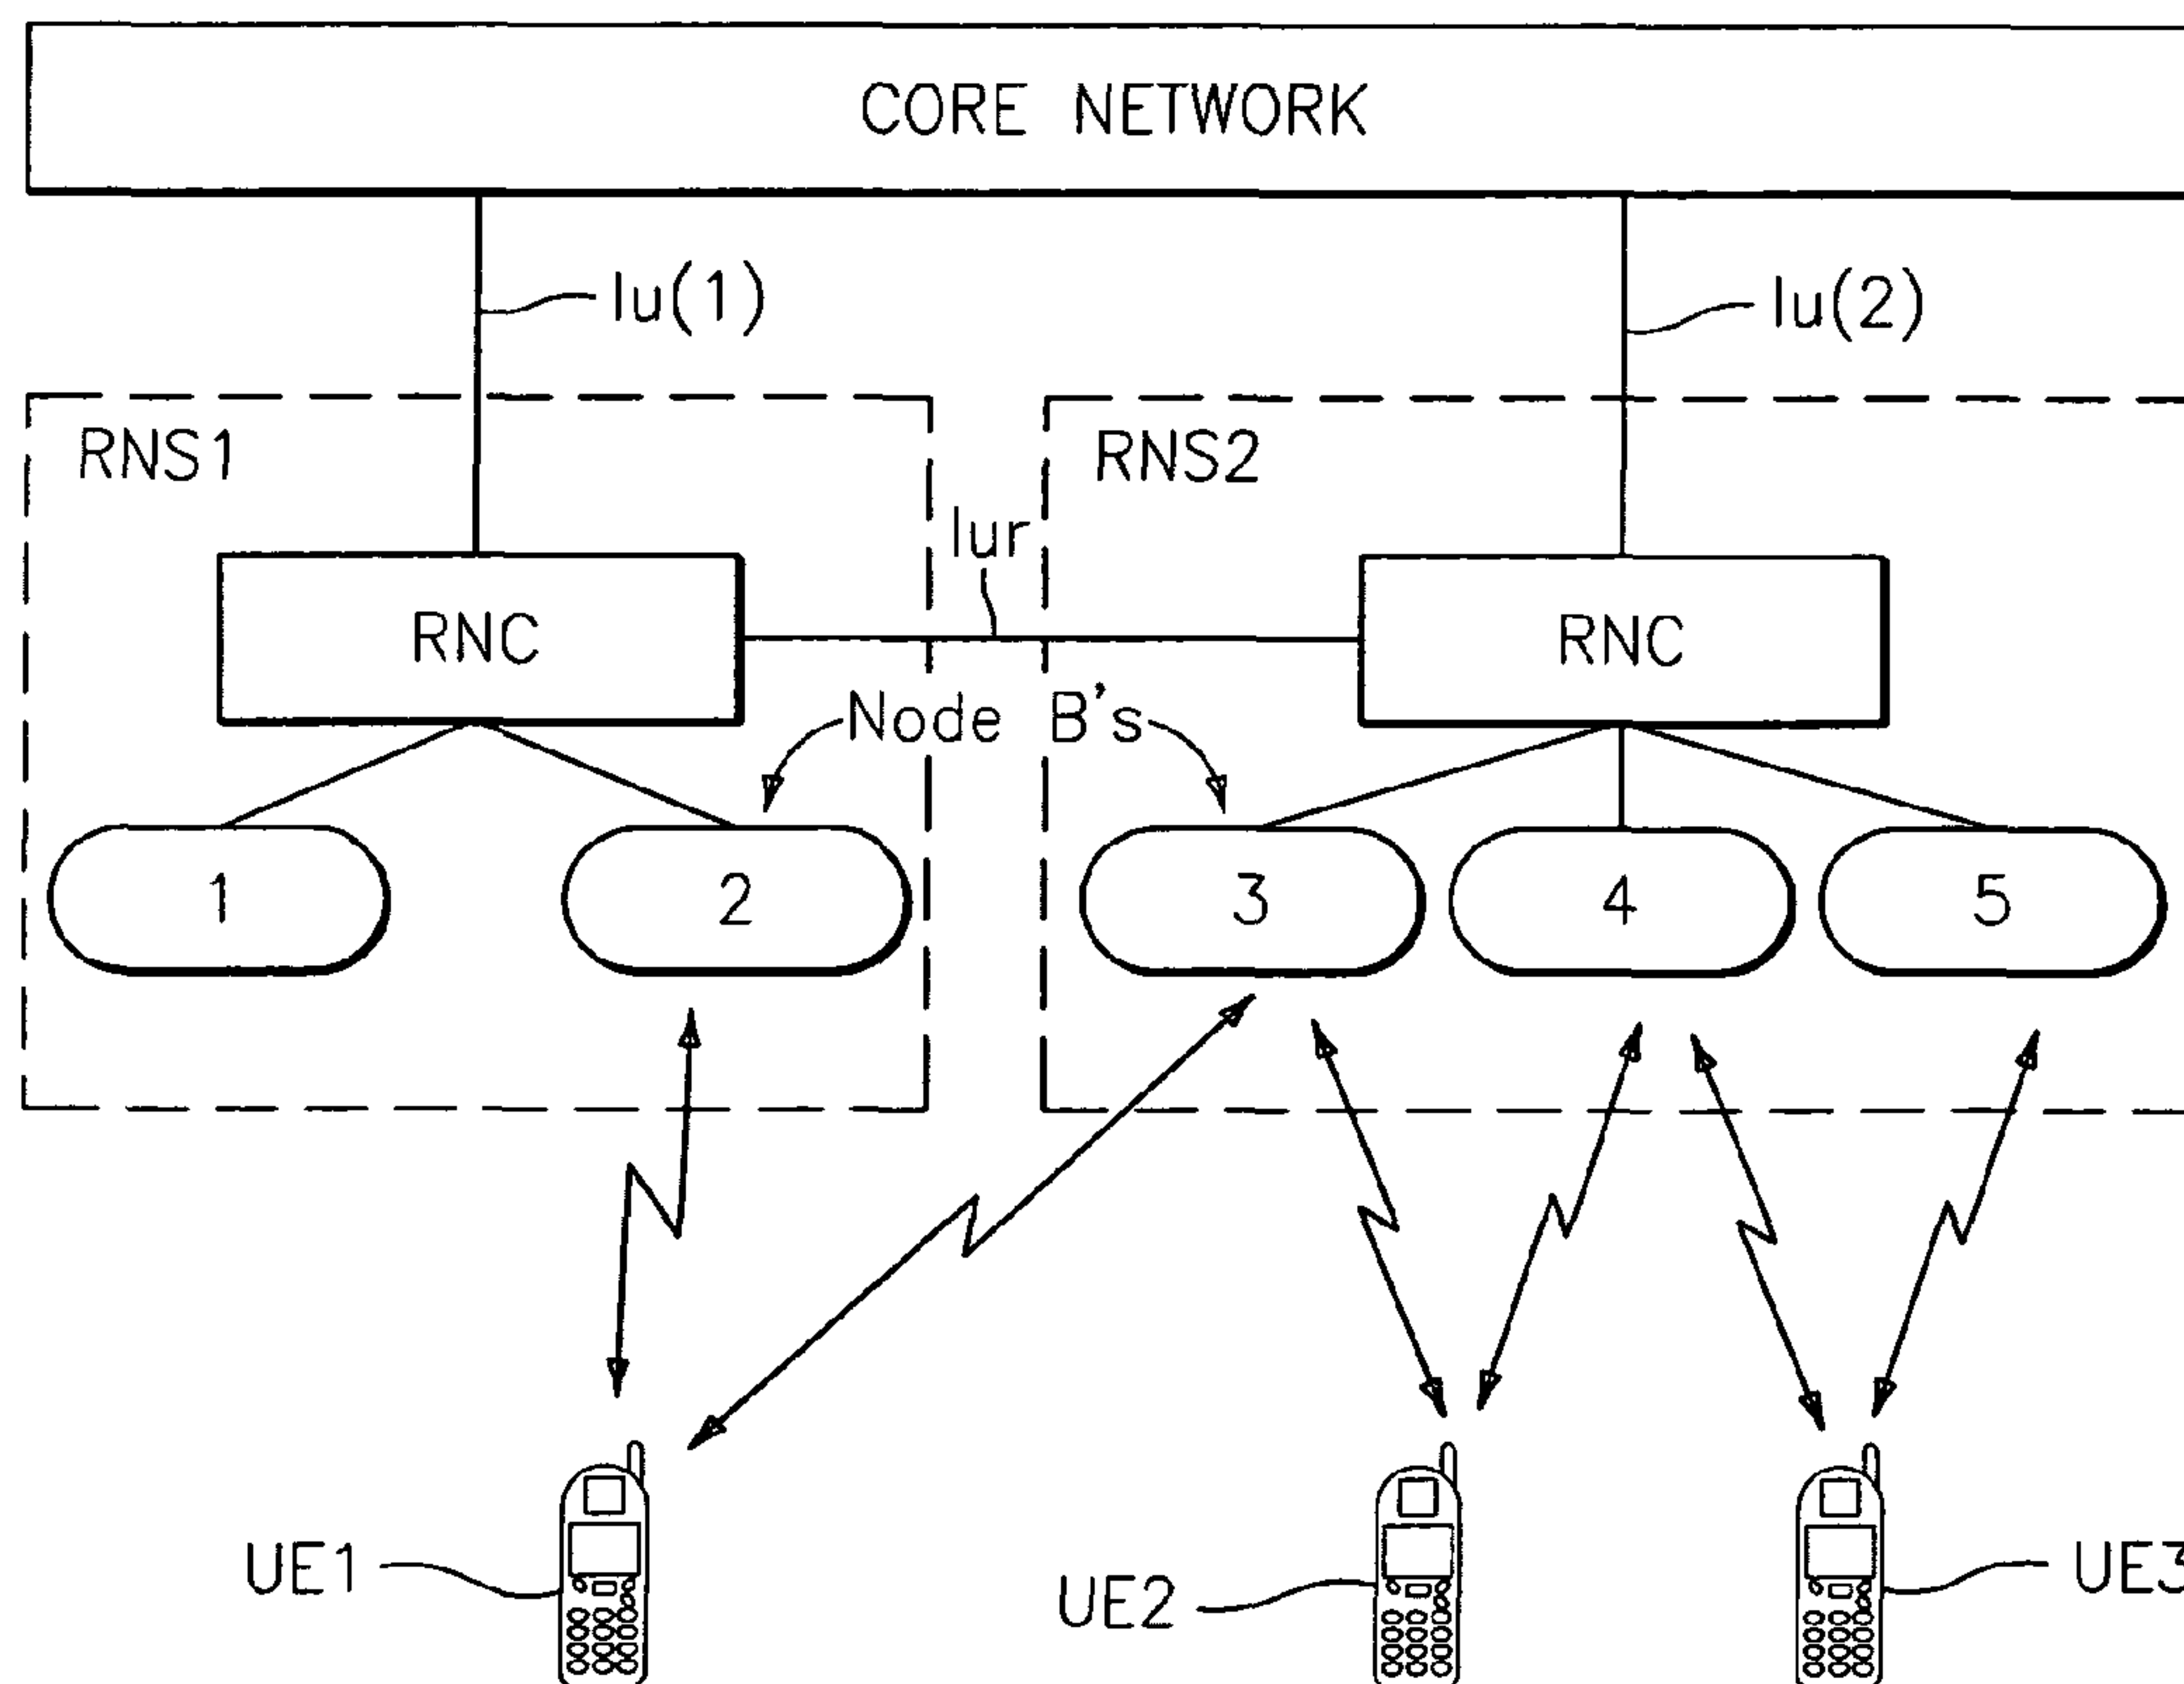 CORE NETWORK
Iu(1)
Iu(2)
RNS1
RNS2
Iur
RNC
RNC
Node B's
1
2
3
4
5
UE1
UE2
UE3